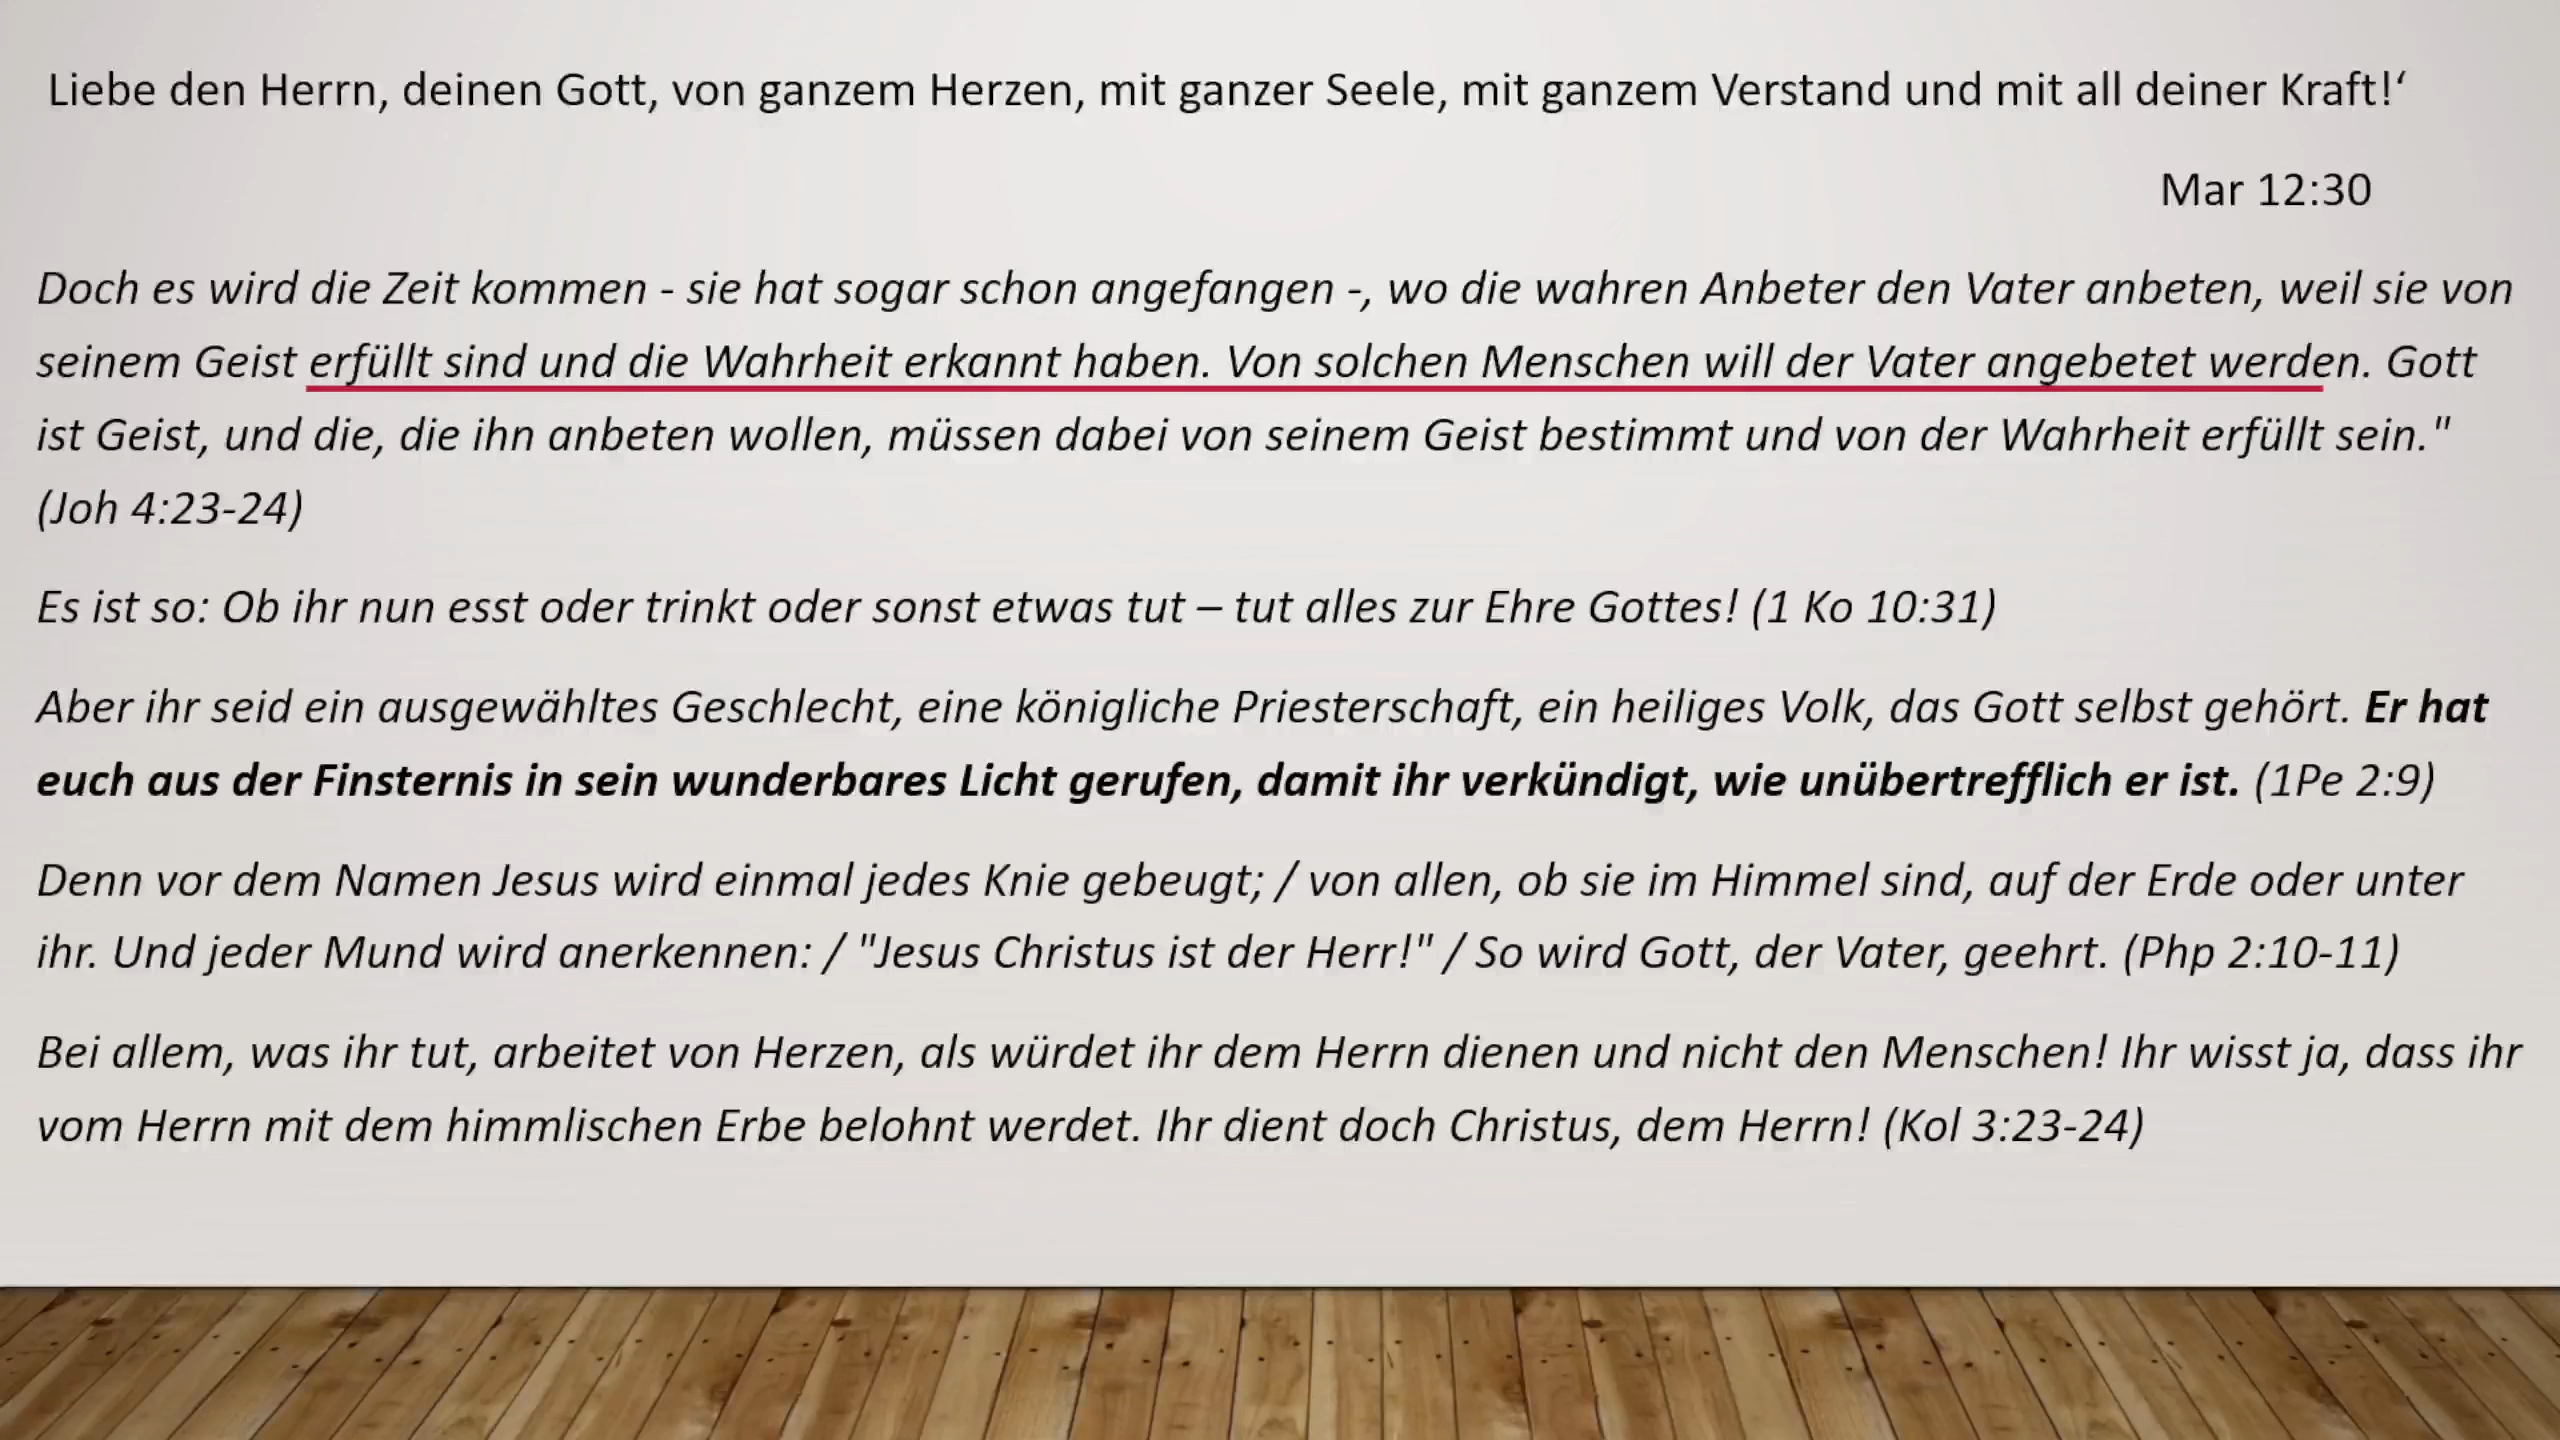 Liebe den Herrn, deinen Gott, von ganzem Herzen, mit ganzer Seele, mit ganzem Verstand und mit all deiner Kraft!‘
Mar 12:30
Doch es wird die Zeit kommen - sie hat sogar schon angefangen -, wo die wahren Anbeter den Vater anbeten, weil sie von
seinem Geist erfüllt sind und die Wahrheit erkannt haben. Von solchen Menschen will der Vater angebetet werden. Gott
ist Geist, und die, die ihn anbeten wollen, müssen dabei von seinem Geist bestimmt und von der Wahrheit erfüllt sein."
(Joh 4:23-24)
Es ist so: Ob ihr nun esst oder trinkt oder sonst etwas tut – tut alles zur Ehre Gottes! (1 Ko 10:31)
Aber ihr seid ein ausgewähltes Geschlecht, eine königliche Priesterschaft, ein heiliges Volk, das Gott selbst gehört. Er hat
euch aus der Finsternis in sein wunderbares Licht gerufen, damit ihr verkündigt, wie unübertrefflich er ist. (1Pe 2:9)
Denn vor dem Namen Jesus wird einmal jedes Knie gebeugt; / von allen, ob sie im Himmel sind, auf der Erde oder unter
ihr. Und jeder Mund wird anerkennen: / "Jesus Christus ist der Herr!" / So wird Gott, der Vater, geehrt. (Php 2:10-11)
Bei allem, was ihr tut, arbeitet von Herzen, als würdet ihr dem Herrn dienen und nicht den Menschen! Ihr wisst ja, dass ihr
vom Herrn mit dem himmlischen Erbe belohnt werdet. Ihr dient doch Christus, dem Herrn! (Kol 3:23-24)